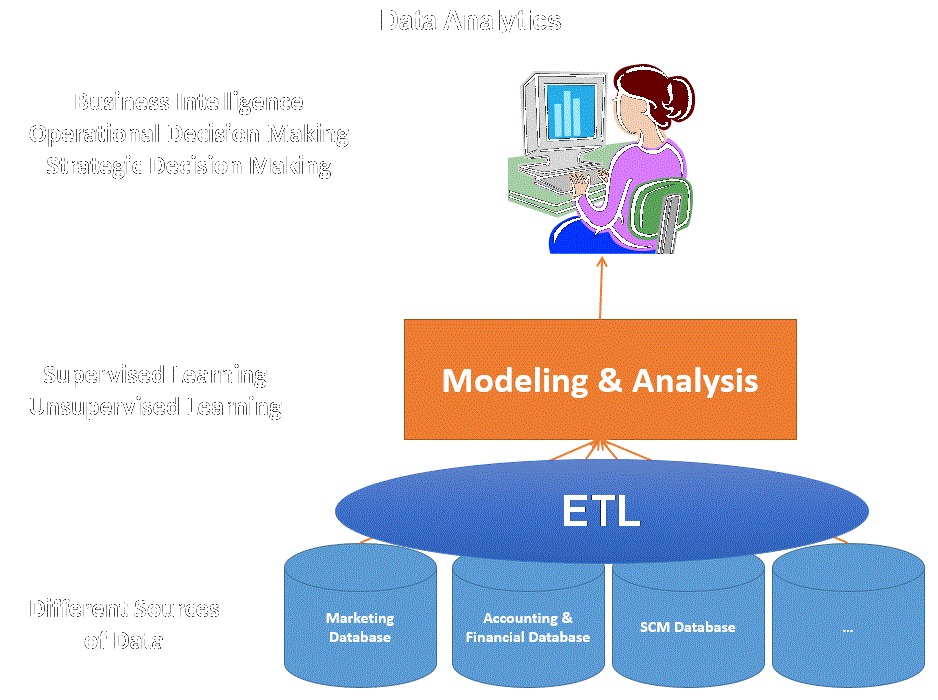 Data Analytics
Business Intelligence
Operational Decision Making
Strategic Decision Making
Supervised Learning
Unsupervised Learning
Modeling & Analysis
ETL
Different Sources
of Data
Marketing
Database
Accounting &
Financial Database
SCM Database
...